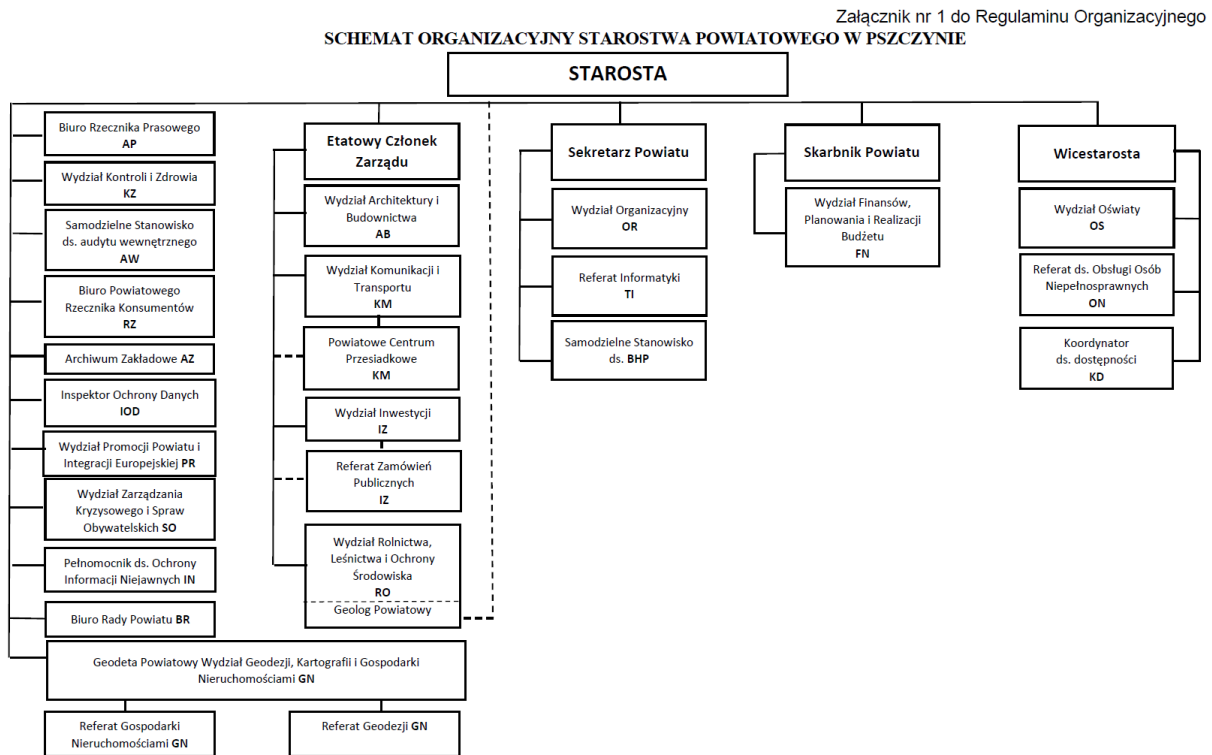 Załącznik nr 1 do Regulaminu Organizacyjnego
SCHEMAT ORGANIZACYJNY STAROSTWA POWIATOWEGO W PSZCZYNIE
STAROSTA
Biuro Rzecznika Prasowego
AP
Wydział Kontroli i Zdrowia
KZ
Samodzielne Stanowisko
ds. audytu wewnętrznego
AW
Biuro Powiatowego
Rzecznika Konsumentów
RZ
Archiwum Zakładowe AZ
Inspektor Ochrony Danych
IOD
Wydział Promocji Powiatu i
Integracji Europejskiej PR
Wydział Zarządzania
Kryzysowego i Spraw
Obywatelskich SO
Pełnomocnik ds. Ochrony
Informacji Niejawnych IN
Biuro Rady Powiatu BR
Geodeta Powiatowy Wydział Geodezji, Kartografii i Gospodarki
Nieruchomościami GN
Referat Gospodarki
Nieruchomościami GN
Referat Geodezji GN
Etatowy Członek
Zarządu
Wydział Architektury i
Budownictwa
AB
Wydział Komunikacji i
Transportu
KM
Powiatowe Centrum
Przesiadkowe
KM
Wydział Inwestycji
IZ
Referat Zamówień
Publicznych
IZ
Wydział Rolnictwa,
Leśnictwa i Ochrony
Środowiska
RO
Geolog Powiatowy
Sekretarz Powiatu
Wydział Organizacyjny
OR
Referat Informatyki
TI
Samodzielne Stanowisko
ds. BHP
Skarbnik Powiatu
Wydział Finansów,
Planowania i Realizacji
Budżetu
FN
Wicestarosta
Wydział Oświaty
OS
Referat ds. Obsługi Osób
Niepełnosprawnych
ON
Koordynator
ds. dostępności
KD